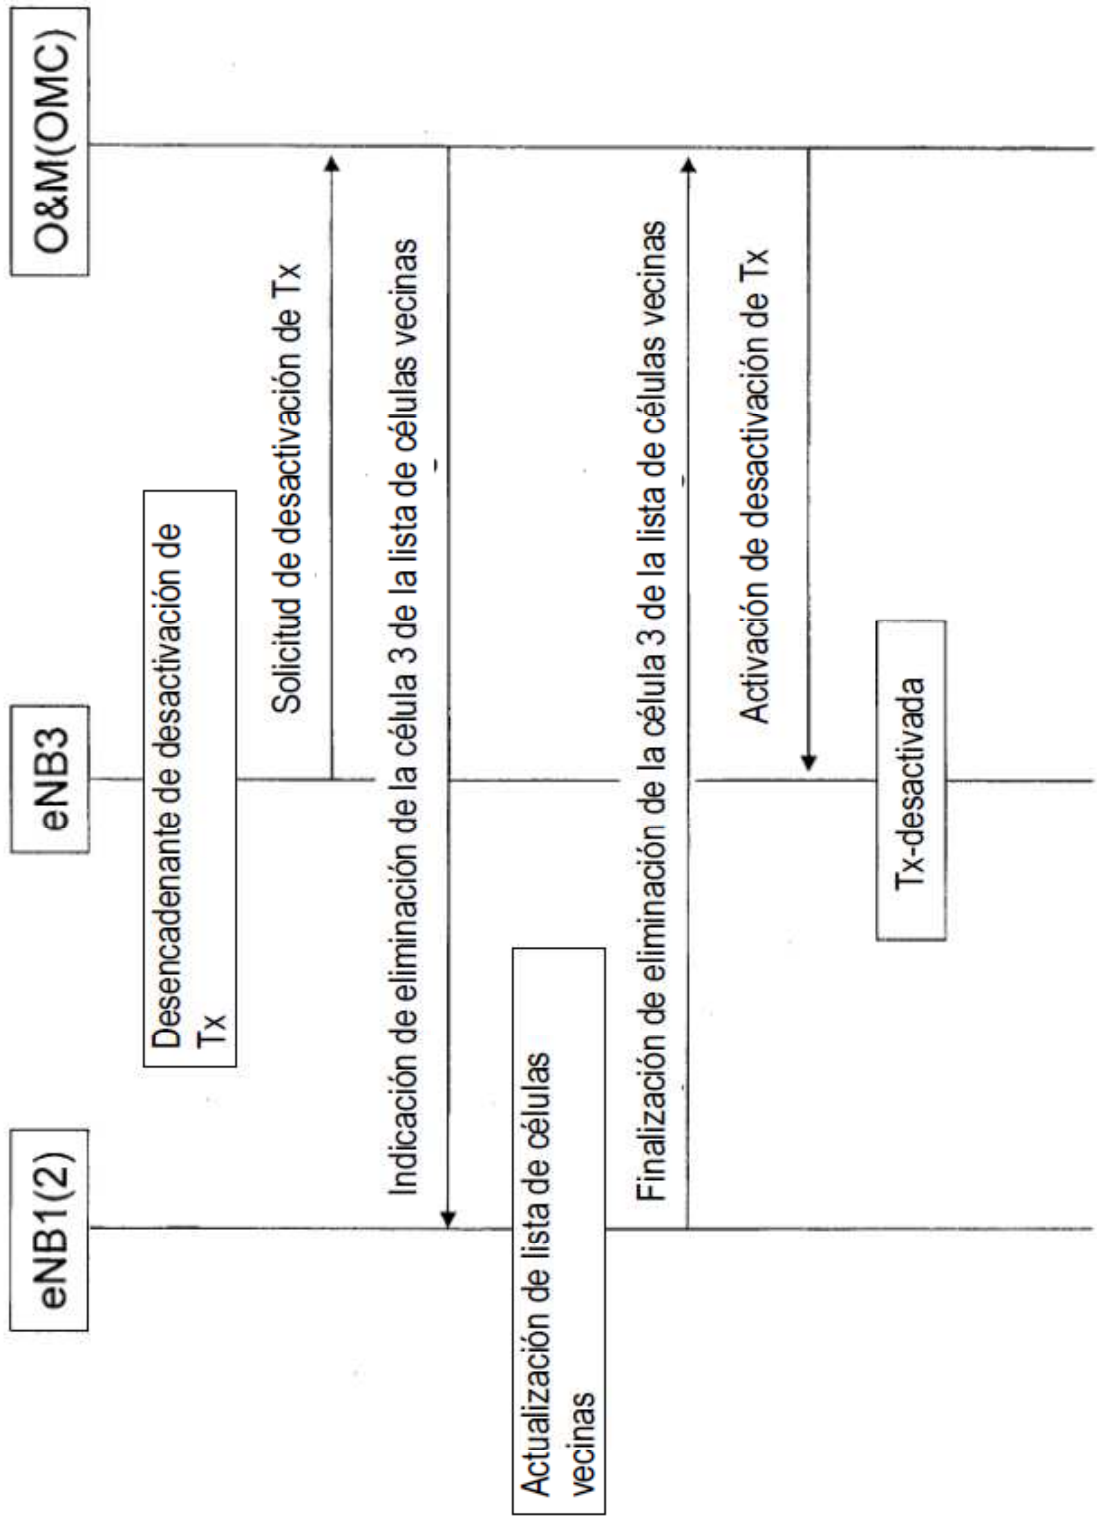 eNB1(2)
eNB3
O&M(OMC)
Desencadenante de desactivación de
Tx
Solicitud de desactivación de Tx
Indicación de eliminación de la célula 3 de la lista de células vecinas
Actualización de lista de células
vecinas
Finalización de eliminación de la célula 3 de la lista de células vecinas
Activación de desactivación de Tx
Tx-desactivada